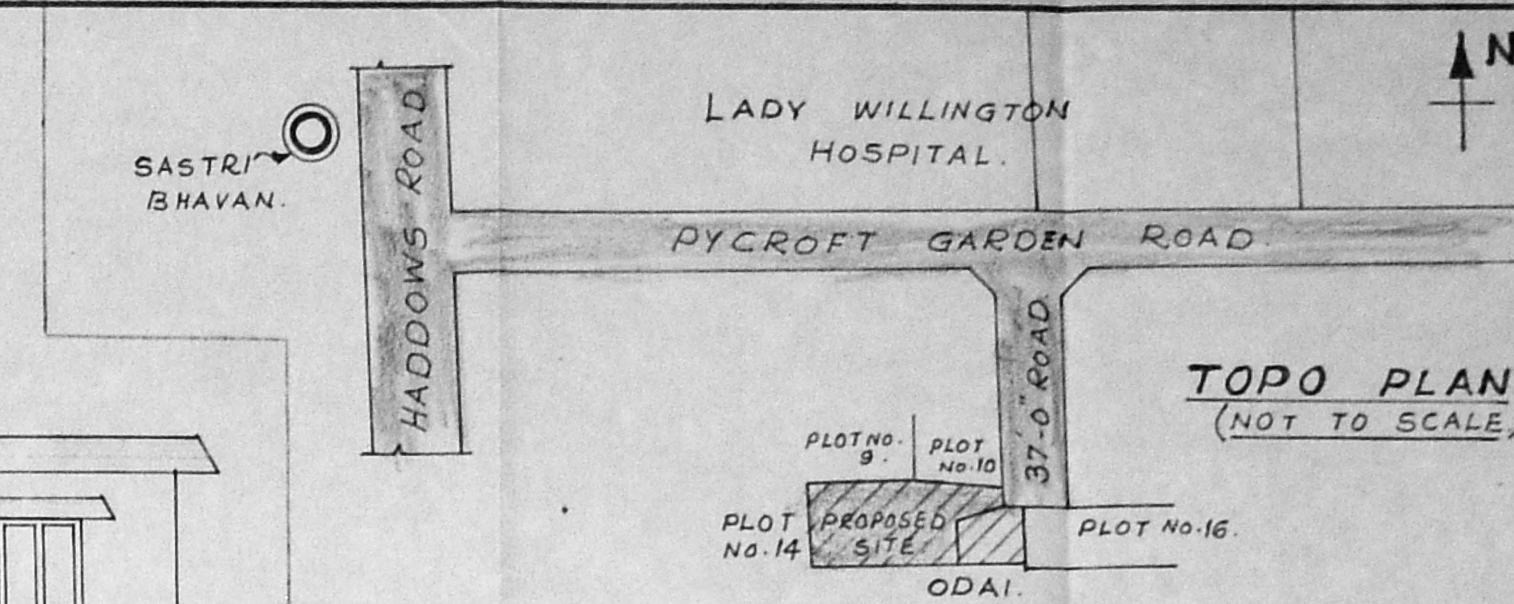 N
LADY WILLINGTON
HOSPITAL.
SASTRI
BHAVAN.
HADDOWS ROAD.
PYCROFT GARDEN ROAD.
37'-0" ROAD.
TOPO PLAN
(NOT TO SCALE)
PLOT NO.
9.
PLOT
No.10
PLOT
No.14
PROPOSED
SITE
PLOT No.16.
ODAI.